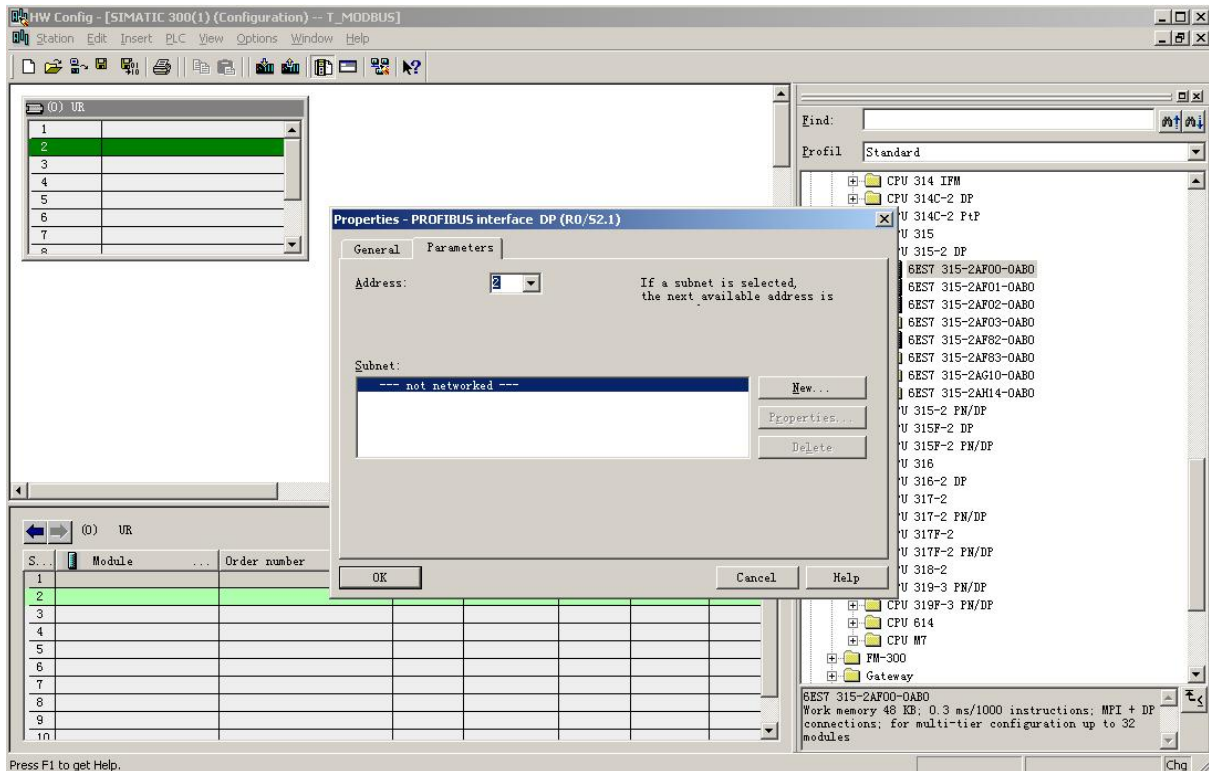 HW Config - [SIMATIC 300(1) (Configuration) -- T_MODBUS]
Station Edit Insert PLC View Options Window Help
(0) UR
1
2
3
4
5
6
7
8
Find:
Profil Standard
CPU 314 IFM
CPU 314C-2 DP
U 314C-2 PtP
U 315
U 315-2 DP
6ES7 315-2AF00-0AB0
6ES7 315-2AF01-0AB0
6ES7 315-2AF02-0AB0
6ES7 315-2AF03-0AB0
6ES7 315-2AF82-0AB0
6ES7 315-2AF83-0AB0
6ES7 315-2AG10-0AB0
6ES7 315-2AH14-0AB0
U 315-2 PN/DP
U 315F-2 DP
U 315F-2 PN/DP
U 316
U 316-2 DP
U 317-2
U 317-2 PN/DP
U 317F-2
U 317F-2 PN/DP
U 318-2
U 319-3 PN/DP
CPU 319F-3 PN/DP
CPU 614
CPU M7
FM-300
Gateway
6ES7 315-2AF00-0AB0
Work memory 48 KB; 0.3 ms/1000 instructions; MPI + DP
connections; for multi-tier configuration up to 32
modules
Properties - PROFIBUS interface DP (R0/S2.1)
General Parameters
Address: 2
If a subnet is selected,
the next available address is
Subnet:
--- not networked ---
New...
Properties...
Delete
OK Cancel Help
(0) UR
S... Module ... Order number
1
2
3
4
5
6
7
8
9
10
Press F1 to get Help.
Chg